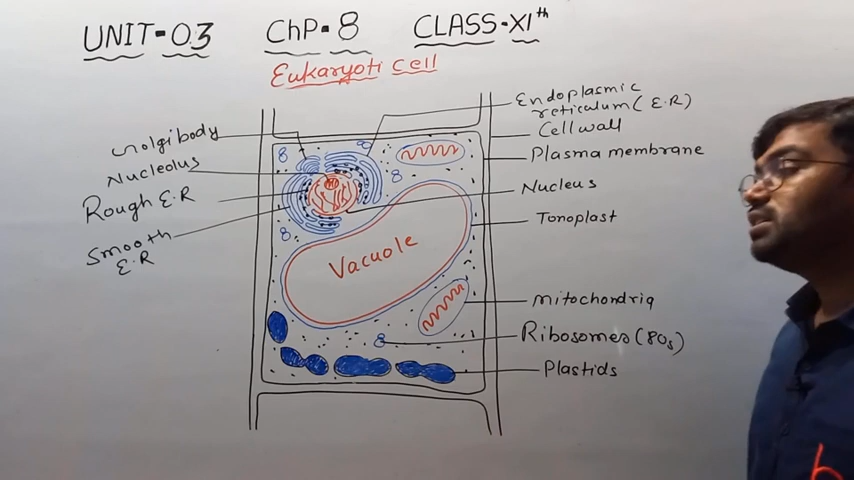 UNIT-03 ChP.8 CLASS-XIth
Eukaryoti cell
Golgibody
Nucleolus
Rough E.R
Smooth
E.R
Endoplasmic
reticulum (E.R)
Cell wall
Plasma membrane
Nucleus
Tonoplast
Vacuole
mitochondria
Ribosomes (80s)
Plastids